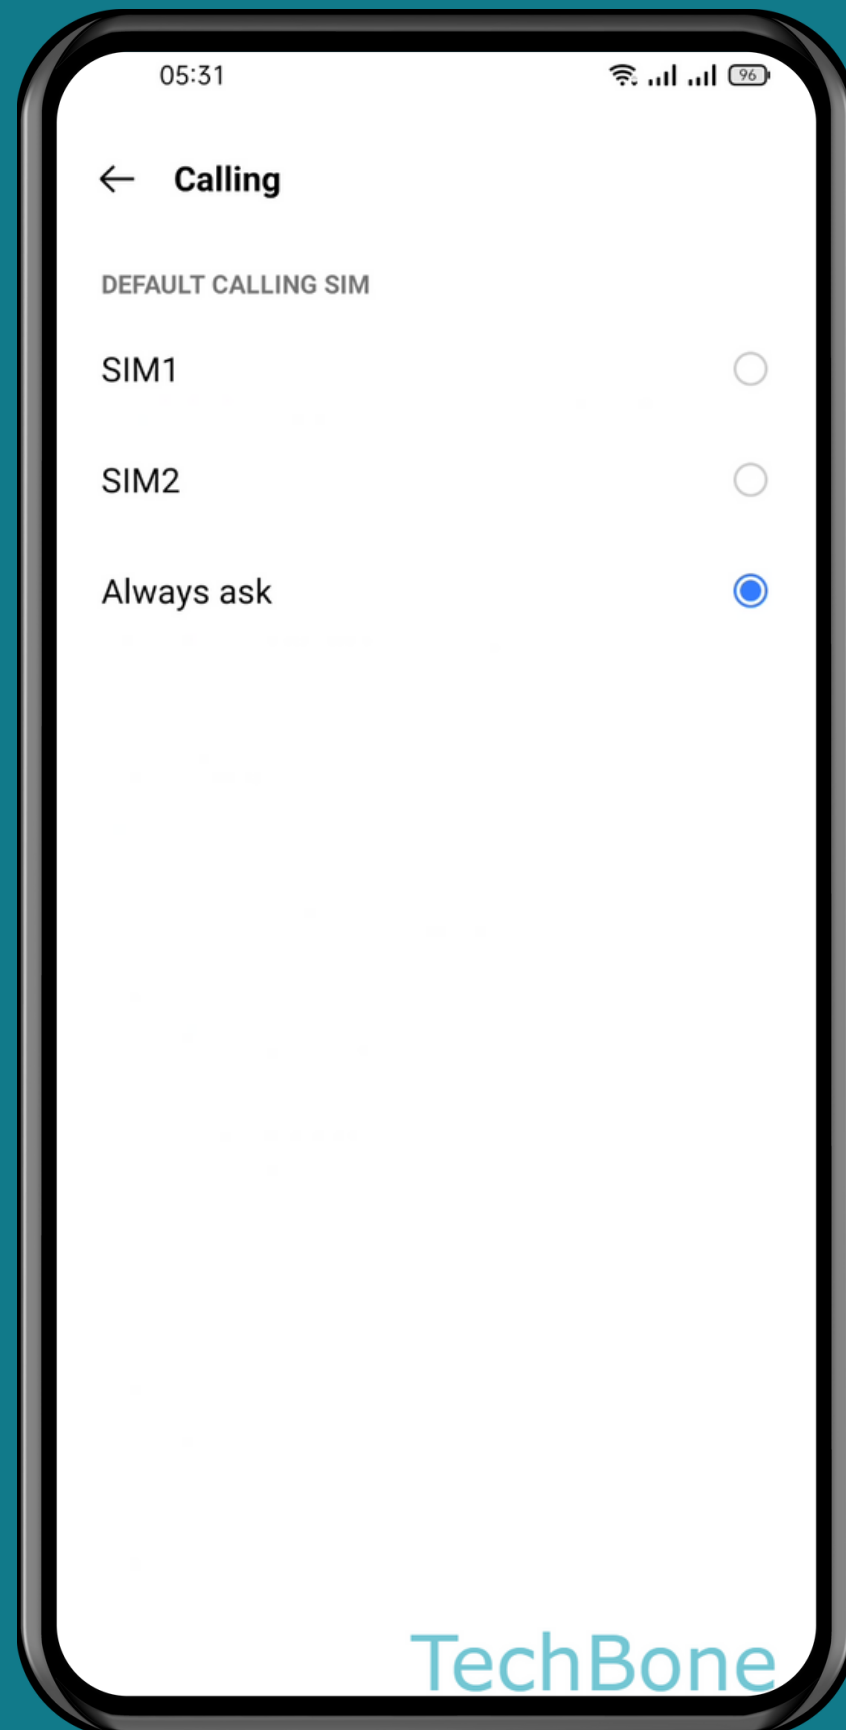 05:31
96
Calling
DEFAULT CALLING SIM
SIM1
SIM2
Always ask
TechBone